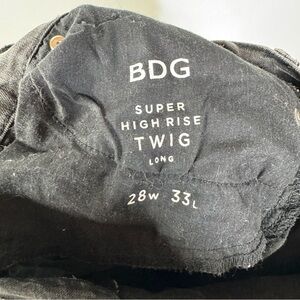 BDG
SUPER
HIGH RISE
TWIG
LONG
28W 33L